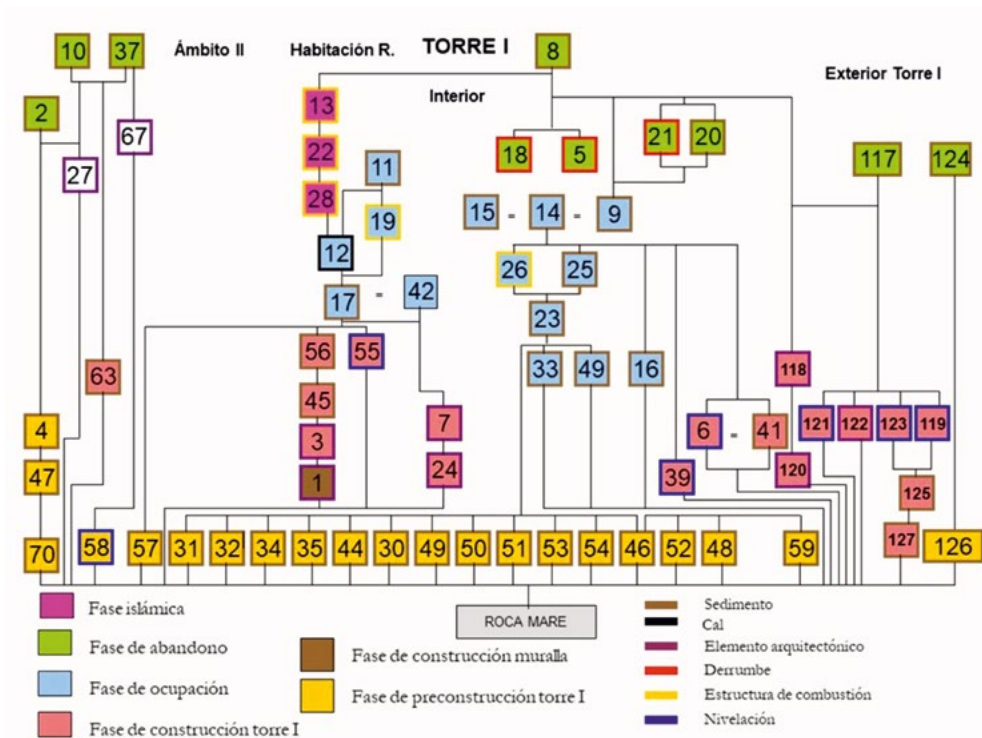 10 37 Ámbito II Habitación R. TORRE I 8
Exterior Torre I
13 Interior
2 67 21 20
22 18 5 117 124
27 11
28 15 = 14 = 9
19
12
26 25
17 = 42
23
56 55 33 49 16 118
63
45
4 3 7 6 = 41 121 122 123 119
47 1 24 39 120
125
70 58 57 31 32 34 35 44 30 49 50 51 53 54 46 52 48 59 127 126
ROCA MARE
Fase islámica
Fase de abandono
Fase de ocupación
Fase de construcción torre I
Fase de construcción muralla
Fase de preconstrucción torre I
Sedimento
Cal
Elemento arquitectónico
Derrumbe
Estructura de combustión
Nivelación